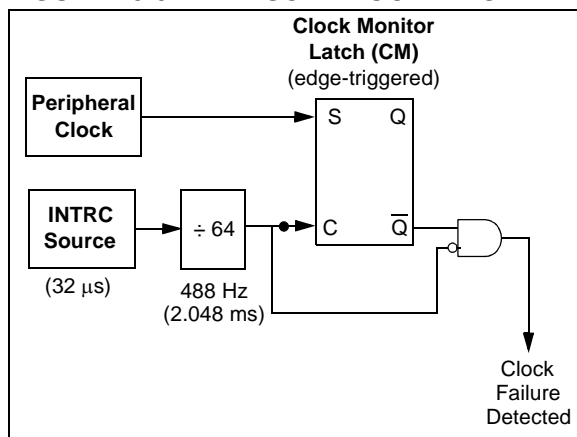 Clock Monitor
Latch (CM)
(edge-triggered)
Peripheral
Clock
S Q
INTRC
Source
÷ 64
C Q
(32 μs)
488 Hz
(2.048 ms)
Clock
Failure
Detected